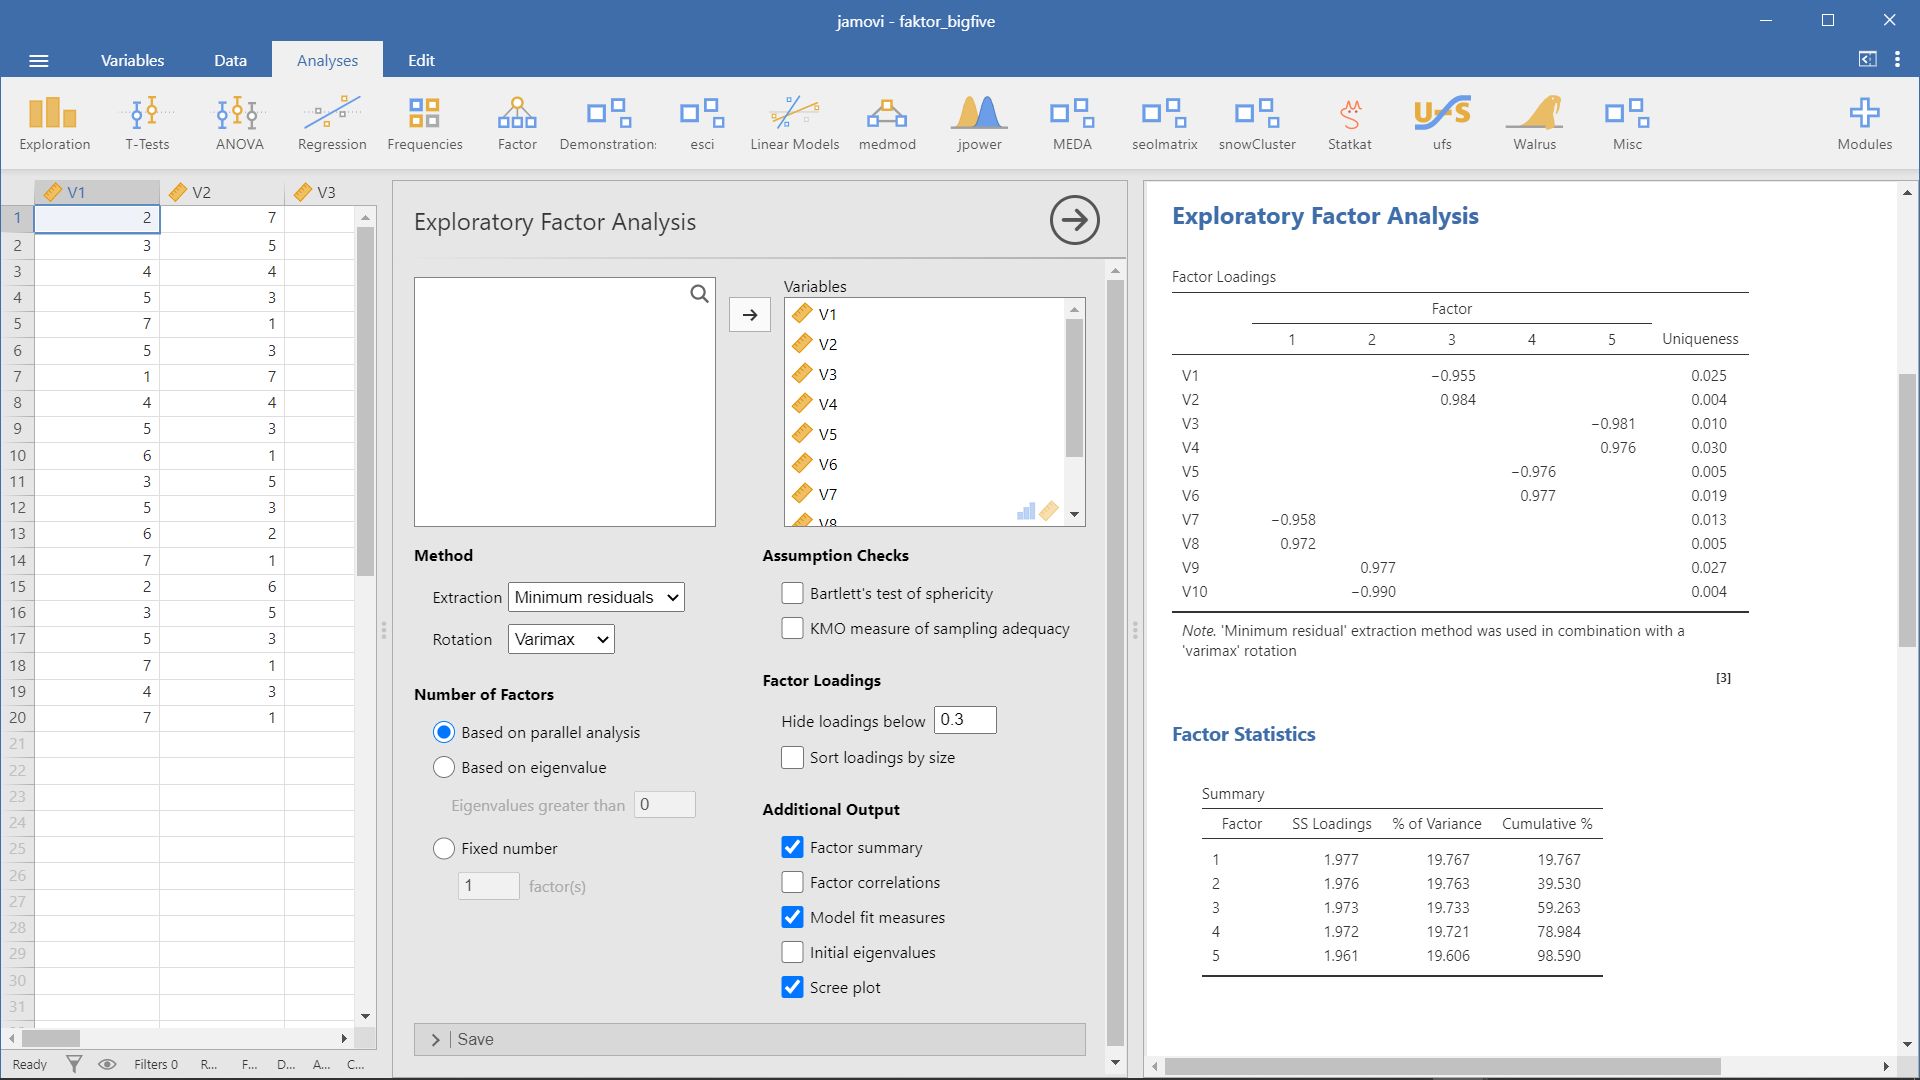 jamovi - faktor_bigfive
Variables Data Analyses Edit
Exploration T-Tests ANOVA Regression Frequencies Factor Demonstrations esci Linear Models medmod jpower MEDA seolmatrix snowCluster Statkat ufs Walrus Misc Modules
V1 V2 V3
1 2 7
2 3 5
3 4 4
4 5 3
5 7 1
6 5 3
7 1 7
8 4 4
9 5 3
10 6 1
11 3 5
12 5 3
13 6 2
14 7 1
15 2 6
16 3 5
17 5 3
18 7 1
19 4 3
20 7 1
21
22
23
24
25
26
27
28
29
30
31
Ready Filters 0 R... F... D... A... C...
Exploratory Factor Analysis
Variables
V1
V2
V3
V4
V5
V6
V7
V8
Method
Extraction Minimum residuals
Rotation Varimax
Number of Factors
Based on parallel analysis
Based on eigenvalue
Eigenvalues greater than 0
Fixed number
1 factor(s)
Assumption Checks
Bartlett's test of sphericity
KMO measure of sampling adequacy
Factor Loadings
Hide loadings below 0.3
Sort loadings by size
Additional Output
Factor summary
Factor correlations
Model fit measures
Initial eigenvalues
Scree plot
Save
Exploratory Factor Analysis
Factor Loadings
Factor
1 2 3 4 5 Uniqueness
V1 −0.955 0.025
V2 0.984 0.004
V3 −0.981 0.010
V4 0.976 0.030
V5 −0.976 0.005
V6 0.977 0.019
V7 −0.958 0.013
V8 0.972 0.005
V9 0.977 0.027
V10 −0.990 0.004
Note. 'Minimum residual' extraction method was used in combination with a
'varimax' rotation
[3]
Factor Statistics
Summary
Factor SS Loadings % of Variance Cumulative %
1 1.977 19.767 19.767
2 1.976 19.763 39.530
3 1.973 19.733 59.263
4 1.972 19.721 78.984
5 1.961 19.606 98.590